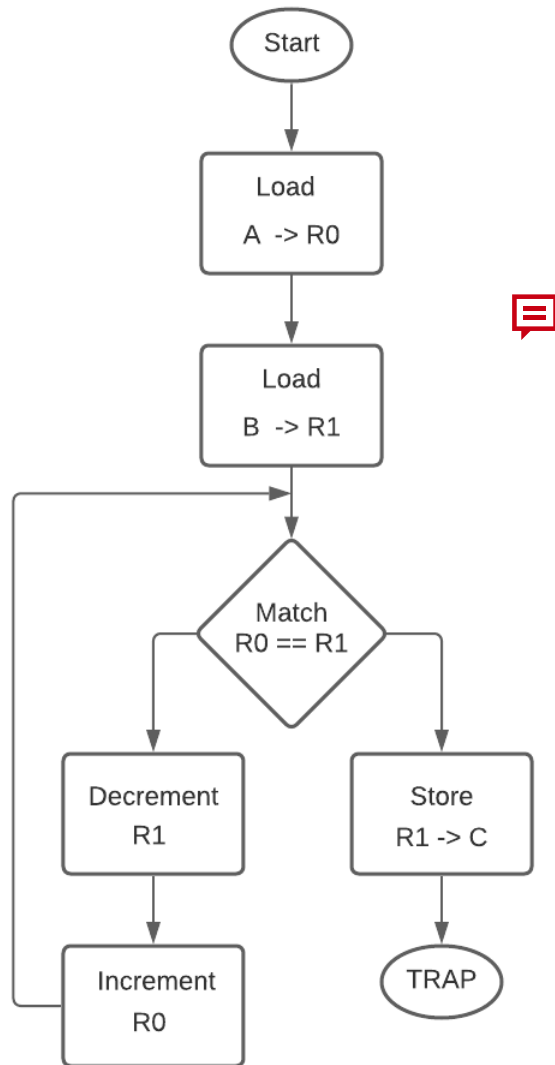 Start
Load
A -> R0
Load
B -> R1
Match
R0 == R1
Decrement
R1
Store
R1 -> C
Increment
R0
TRAP